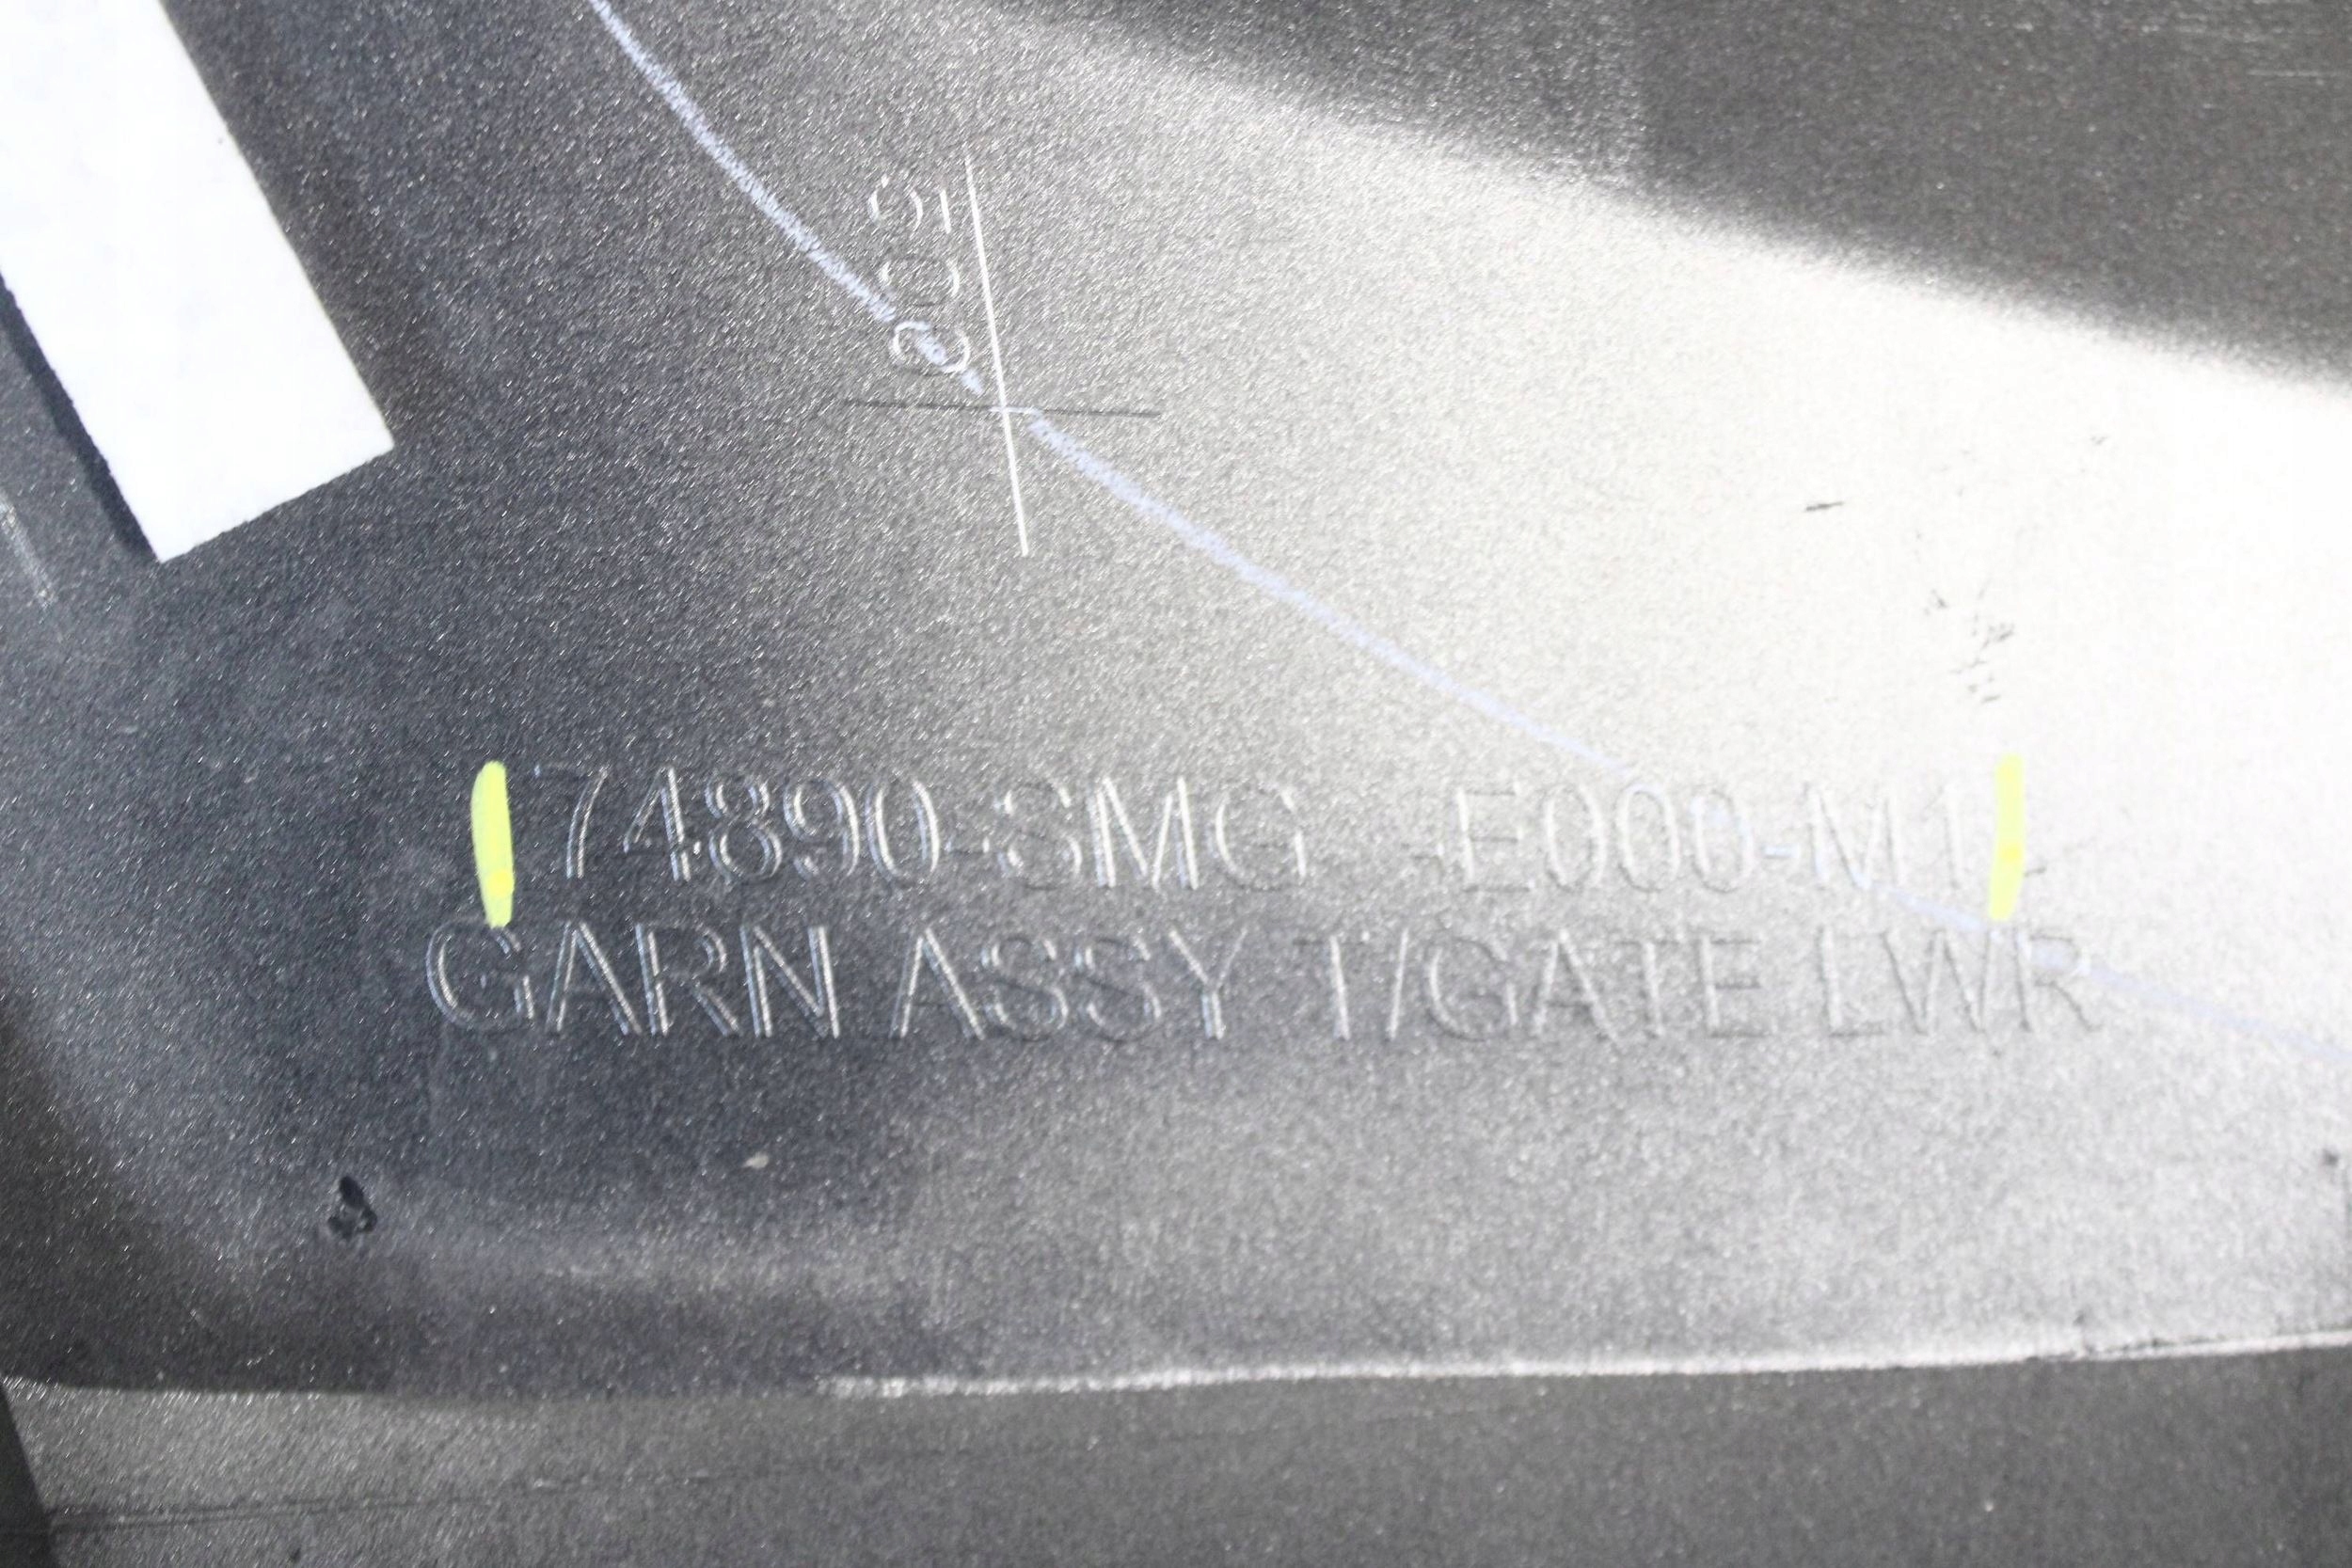 74890-SMG -E000-M1
GARN ASSY T/GATE LWR